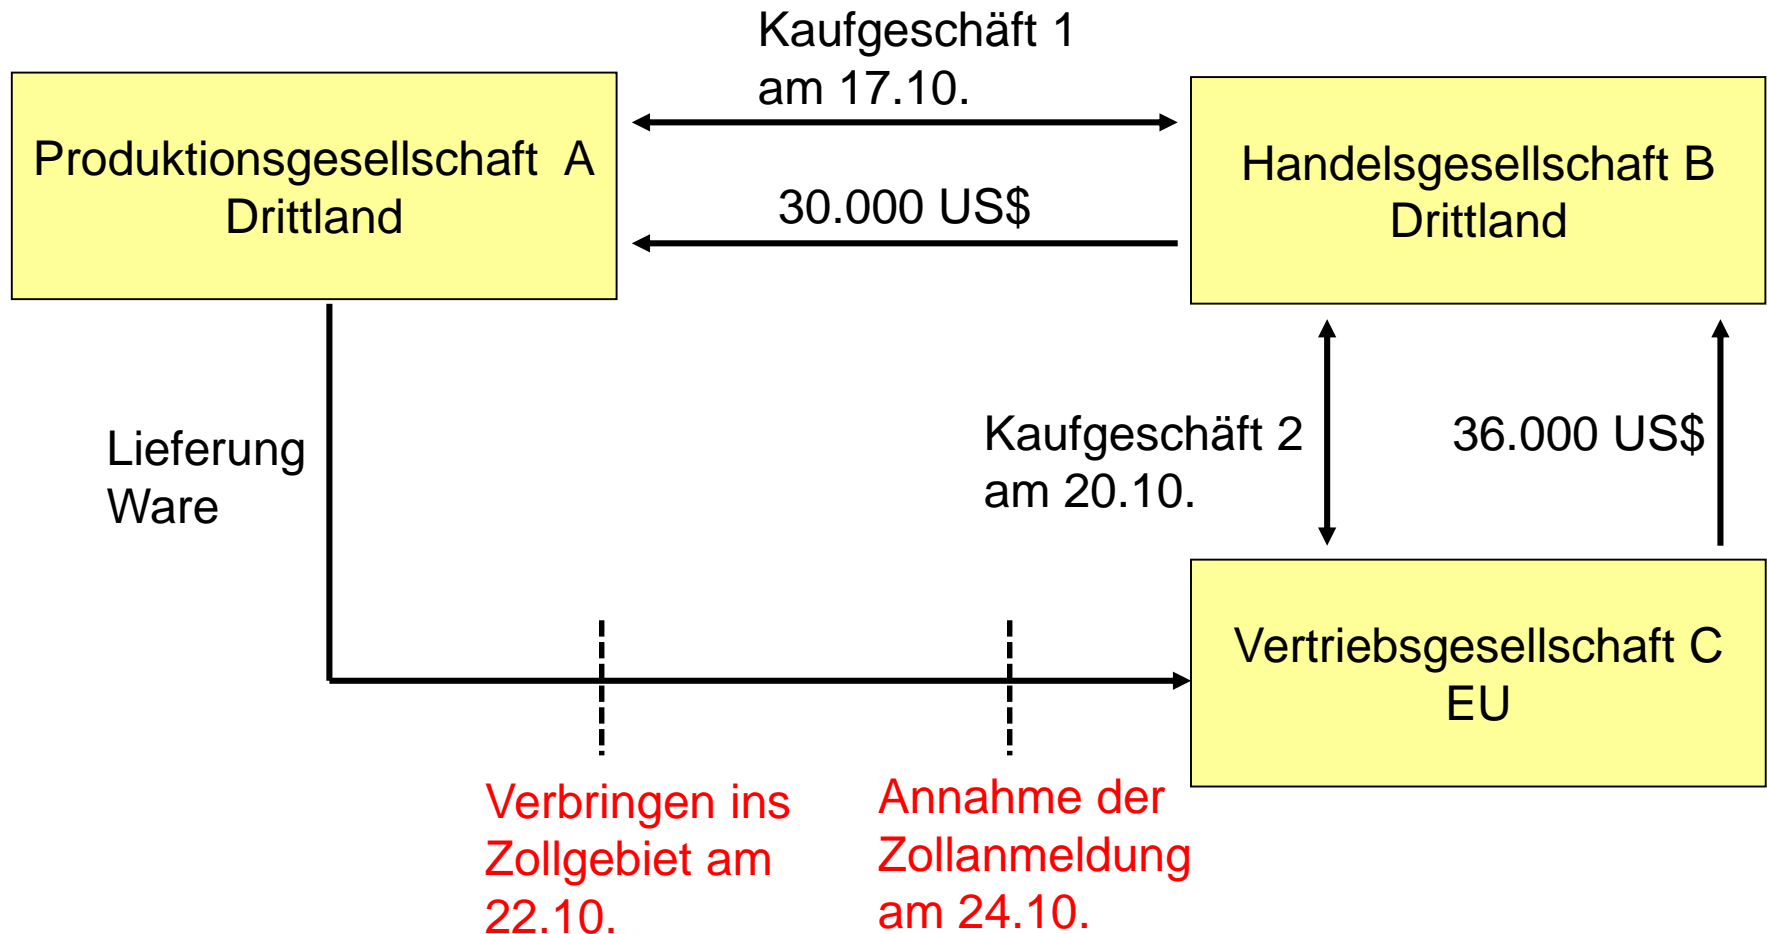 Kaufgeschäft 1
am 17.10.
Produktionsgesellschaft A
Drittland
30.000 US$
Handelsgesellschaft B
Drittland
Lieferung
Ware
Kaufgeschäft 2
am 20.10.
36.000 US$
Vertriebsgesellschaft C
EU
Verbringen ins
Zollgebiet am
22.10.
Annahme der
Zollanmeldung
am 24.10.